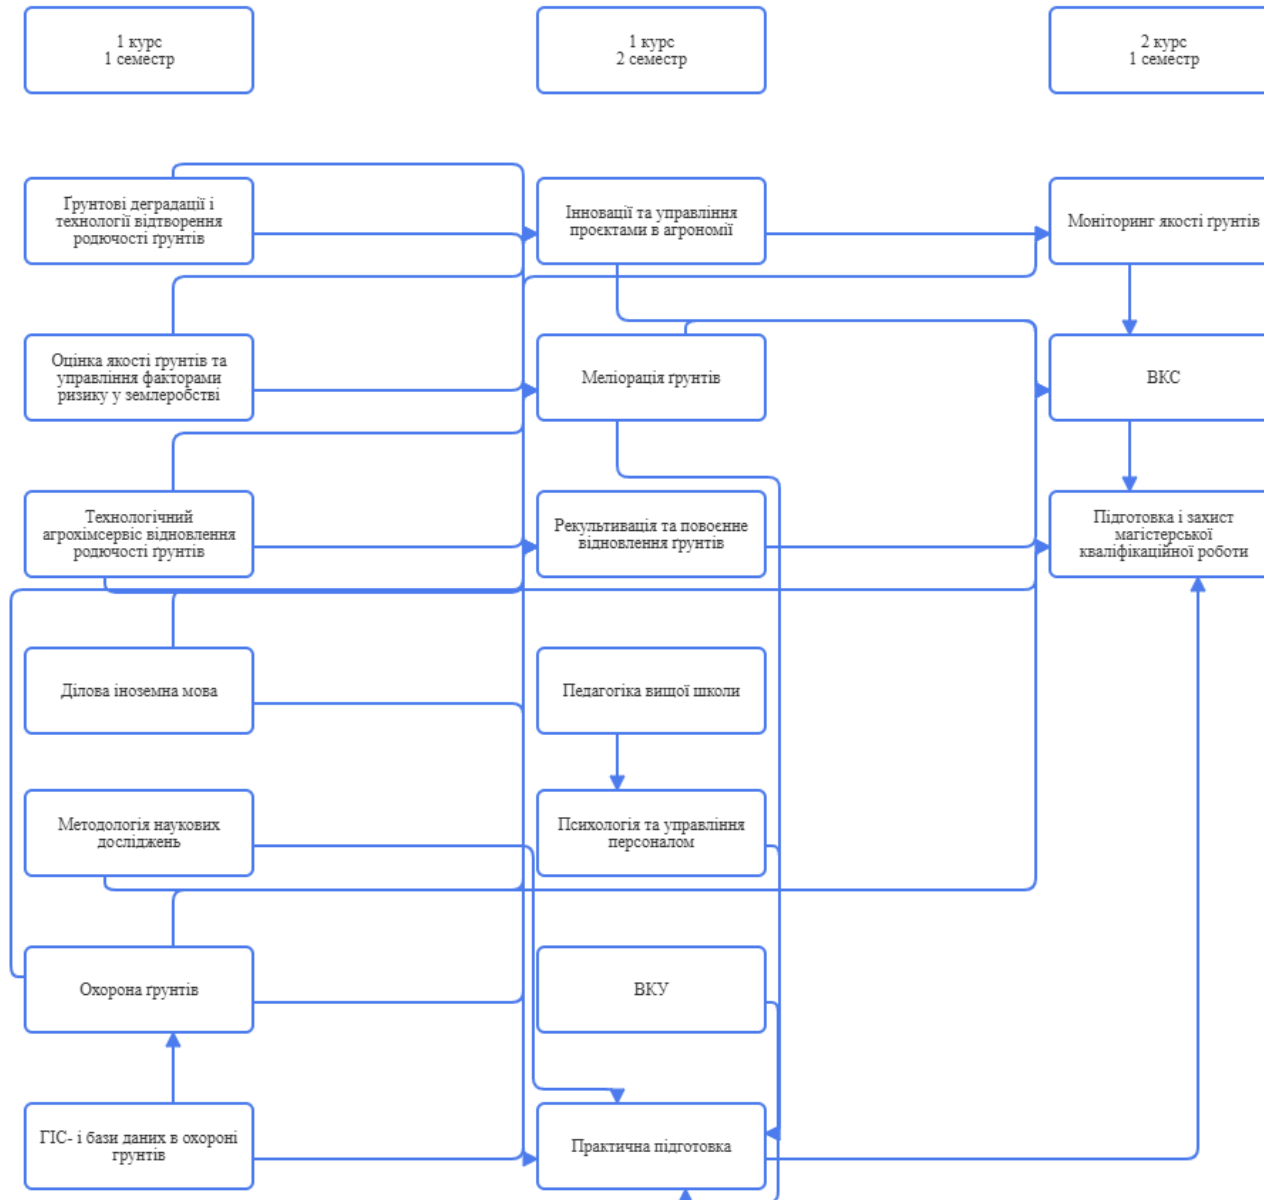 1 курс
1 семестр
1 курс
2 семестр
2 курс
1 семестр
Ґрунтові деградації і
технології відтворення
родючості ґрунтів
Інновації та управління
проєктами в агрономії
Моніторинг якості ґрунтів
Оцінка якості ґрунтів та
управління факторами
ризику у землеробстві
Меліорація ґрунтів
ВКС
Технологічний
агрохімсервіс відновлення
родючості ґрунтів
Рекультивація та повоєнне
відновлення ґрунтів
Підготовка і захист
магістерської
кваліфікаційної роботи
Ділова іноземна мова
Педагогіка вищої школи
Методологія наукових
досліджень
Психологія та управління
персоналом
Охорона ґрунтів
ВКУ
ГІС- і бази даних в охороні
ґрунтів
Практична підготовка